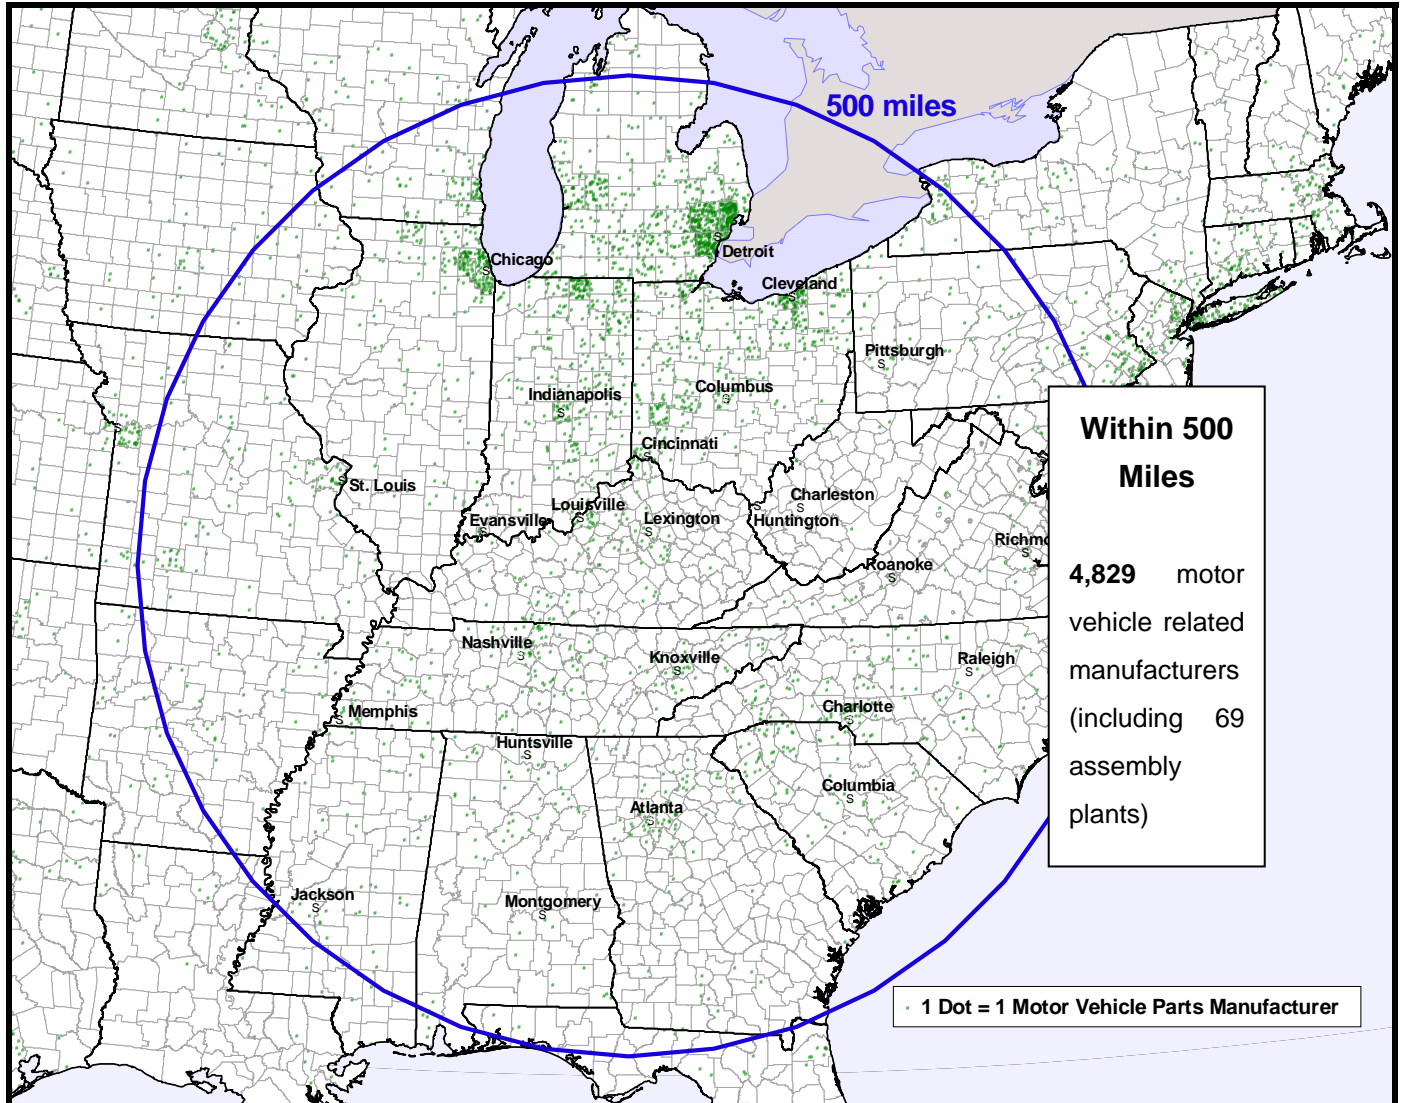 500 miles
Chicago
Detroit
Cleveland
Pittsburgh
Columbus
Indianapolis
Within 500
Miles
Cincinnati
St. Louis
Charleston
Louisville
Lexington
Evansville
Huntington
Richmo
Roanoke
4,829 motor
vehicle related
manufacturers
(including 69
assembly
plants)
Nashville
Knoxville
Raleigh
Memphis
Charlotte
Huntsville
Columbia
Atlanta
Jackson
Montgomery
1 Dot = 1 Motor Vehicle Parts Manufacturer